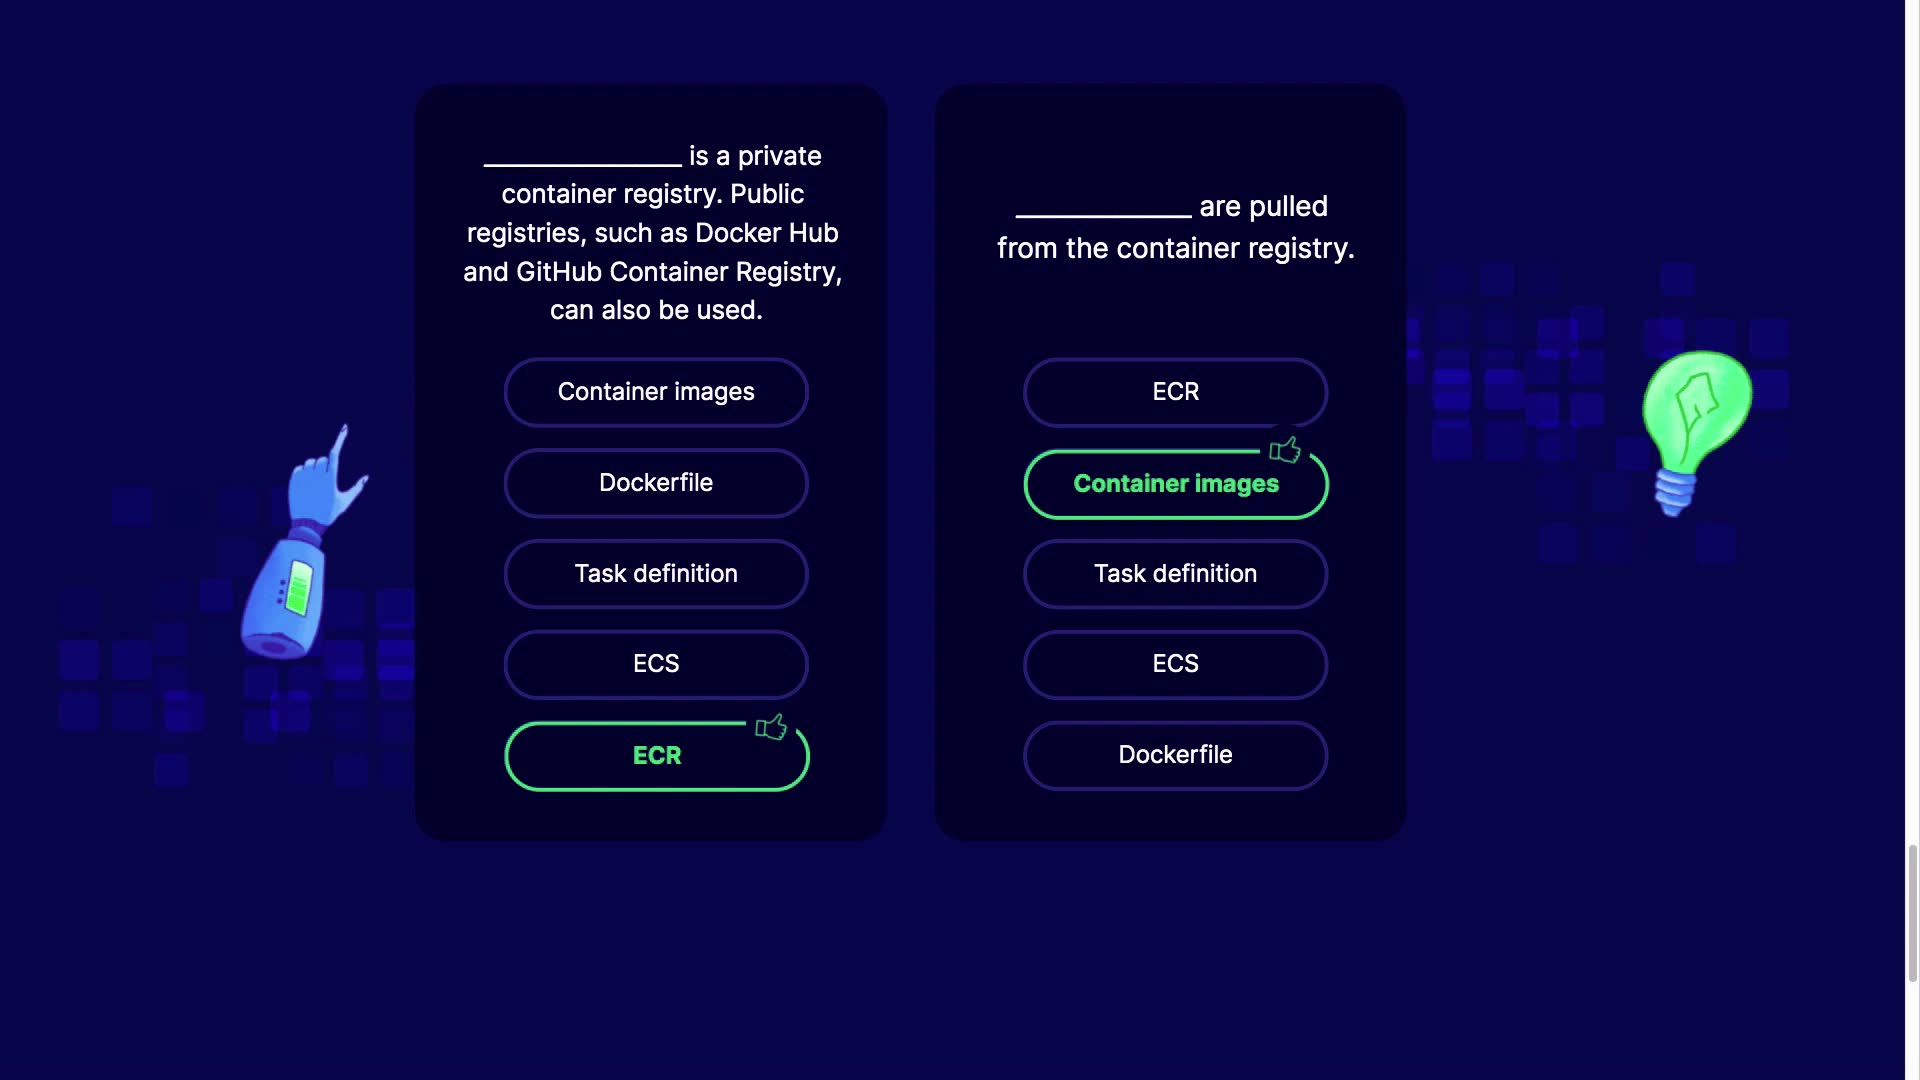 _______________ is a private
container registry. Public
registries, such as Docker Hub
and GitHub Container Registry,
can also be used.
Container images
Dockerfile
Task definition
ECS
ECR
____________ are pulled
from the container registry.
ECR
Container images
Task definition
ECS
Dockerfile